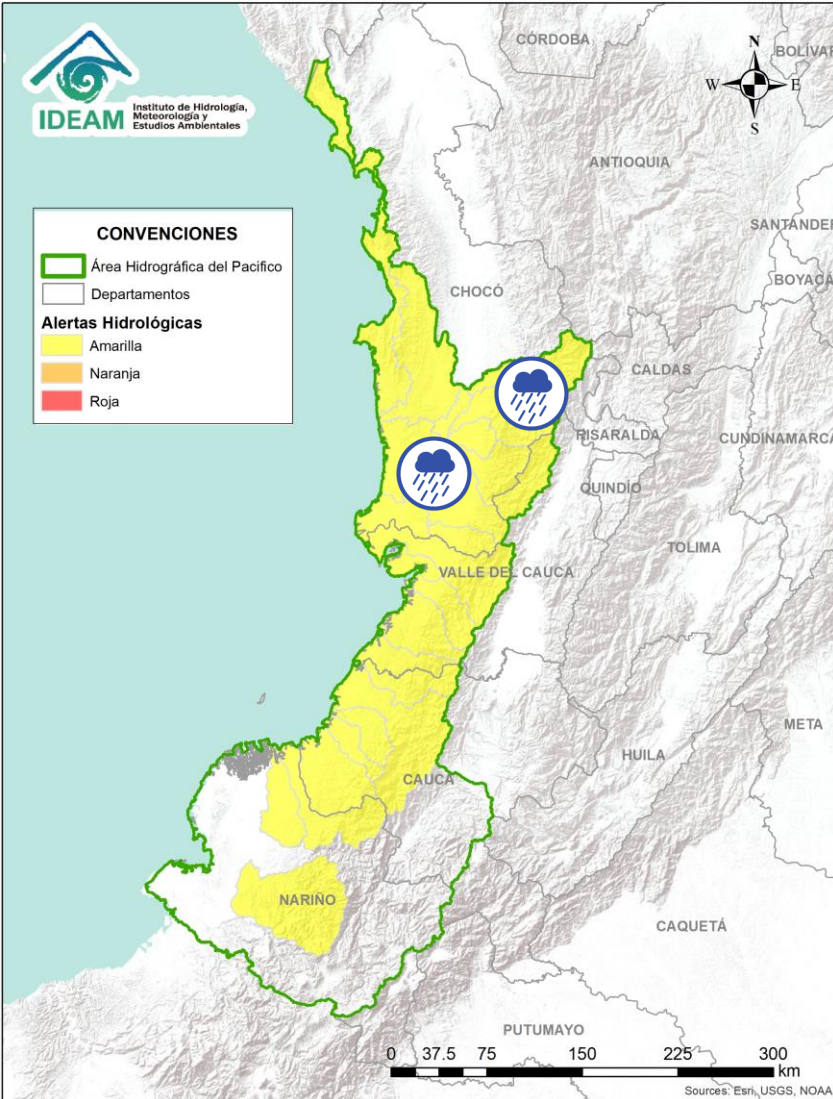 CÓRDOBA
BOLÍVAR
N
W
E
S
IDEAM
Instituto de Hidrología,
Meteorología y
Estudios Ambientales
ANTIOQUIA
SANTANDER
CONVENCIONES
Área Hidrográfica del Pacifico
Departamentos
Alertas Hidrológicas
Amarilla
Naranja
Roja
BOYACÁ
CHOCÓ
CALDAS
RISARALDA
CUNDINAMARCA
QUINDÍO
TOLIMA
VALLE DEL CAUCA
META
HUILA
CAUCA
NARIÑO
CAQUETÁ
PUTUMAYO
0 37.5 75 150 225 300
km
Sources: Esri, USGS, NOAA